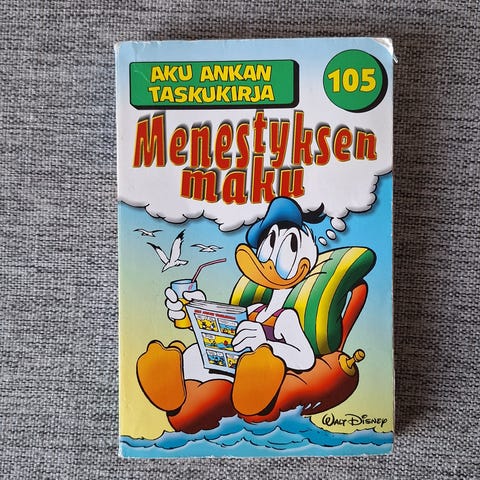 AKU ANKAN
TASKUKIRJA
105
Menestyksen
maku
WALT DISNEY